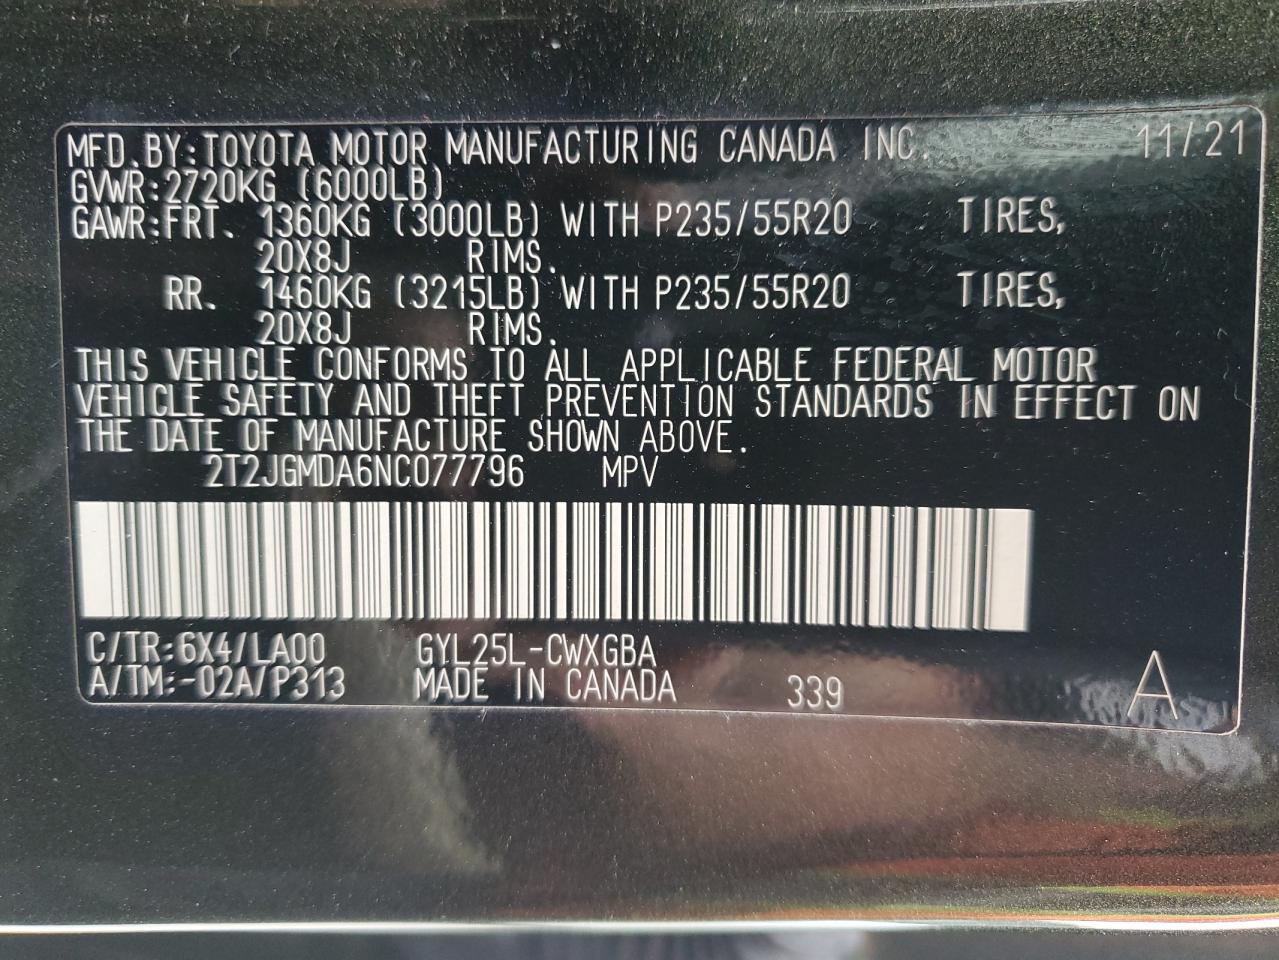 MFD.BY:TOYOTA MOTOR MANUFACTURING CANADA INC. 11/21
GVWR:2720KG (6000LB)
GAWR:FRT. 1360KG (3000LB) WITH P235/55R20 TIRES,
20X8J RIMS.
RR. 1460KG (3215LB) WITH P235/55R20 TIRES,
20X8J RIMS.
THIS VEHICLE CONFORMS TO ALL APPLICABLE FEDERAL MOTOR
VEHICLE SAFETY AND THEFT PREVENTION STANDARDS IN EFFECT ON
THE DATE OF MANUFACTURE SHOWN ABOVE.
2T2JGMDA6NC077796 MPV
C/TR:6X4/LA00 GYL25L-CWXGBA
A/TM:-02A/P313 MADE IN CANADA 339 A